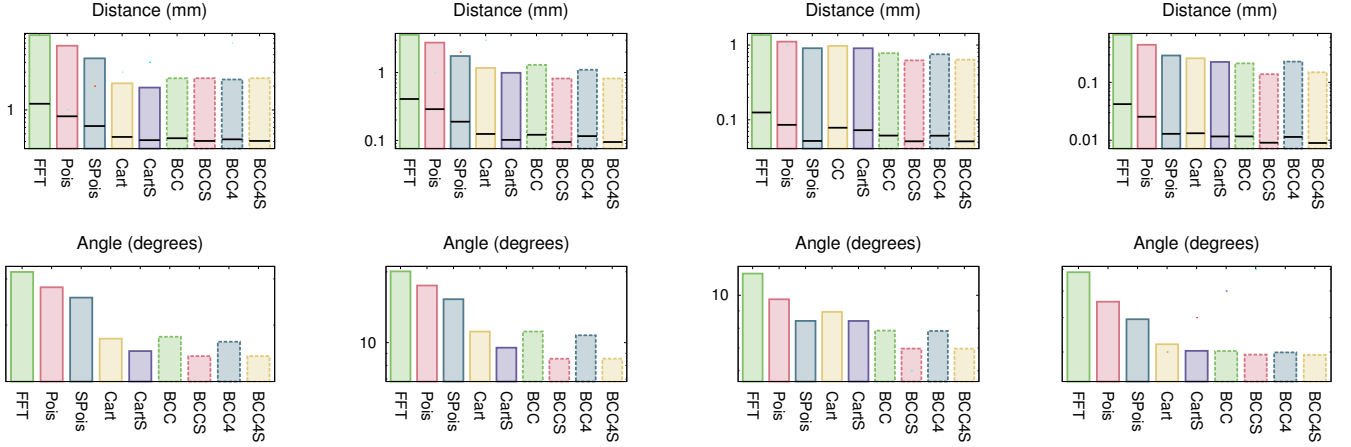 Distance (mm)
1
FFT
Pois
SPois
Cart
CartS
BCC
BCCS
BCC4
BCC4S
Distance (mm)
1
0.1
FFT
Pois
SPois
Cart
CartS
BCC
BCCS
BCC4
BCC4S
Distance (mm)
1
0.1
FFT
Pois
SPois
CC
CartS
BCC
BCCS
BCC4
BCC4S
Distance (mm)
0.1
0.01
FFT
Pois
SPois
Cart
CartS
BCC
BCCS
BCC4
BCC4S
Angle (degrees)
FFT
Pois
SPois
Cart
CartS
BCC
BCCS
BCC4
BCC4S
Angle (degrees)
10
FFT
Pois
SPois
Cart
CartS
BCC
BCCS
BCC4
BCC4S
Angle (degrees)
10
FFT
Pois
SPois
Cart
CartS
BCC
BCCS
BCC4
BCC4S
Angle (degrees)
FFT
Pois
SPois
Cart
CartS
BCC
BCCS
BCC4
BCC4S